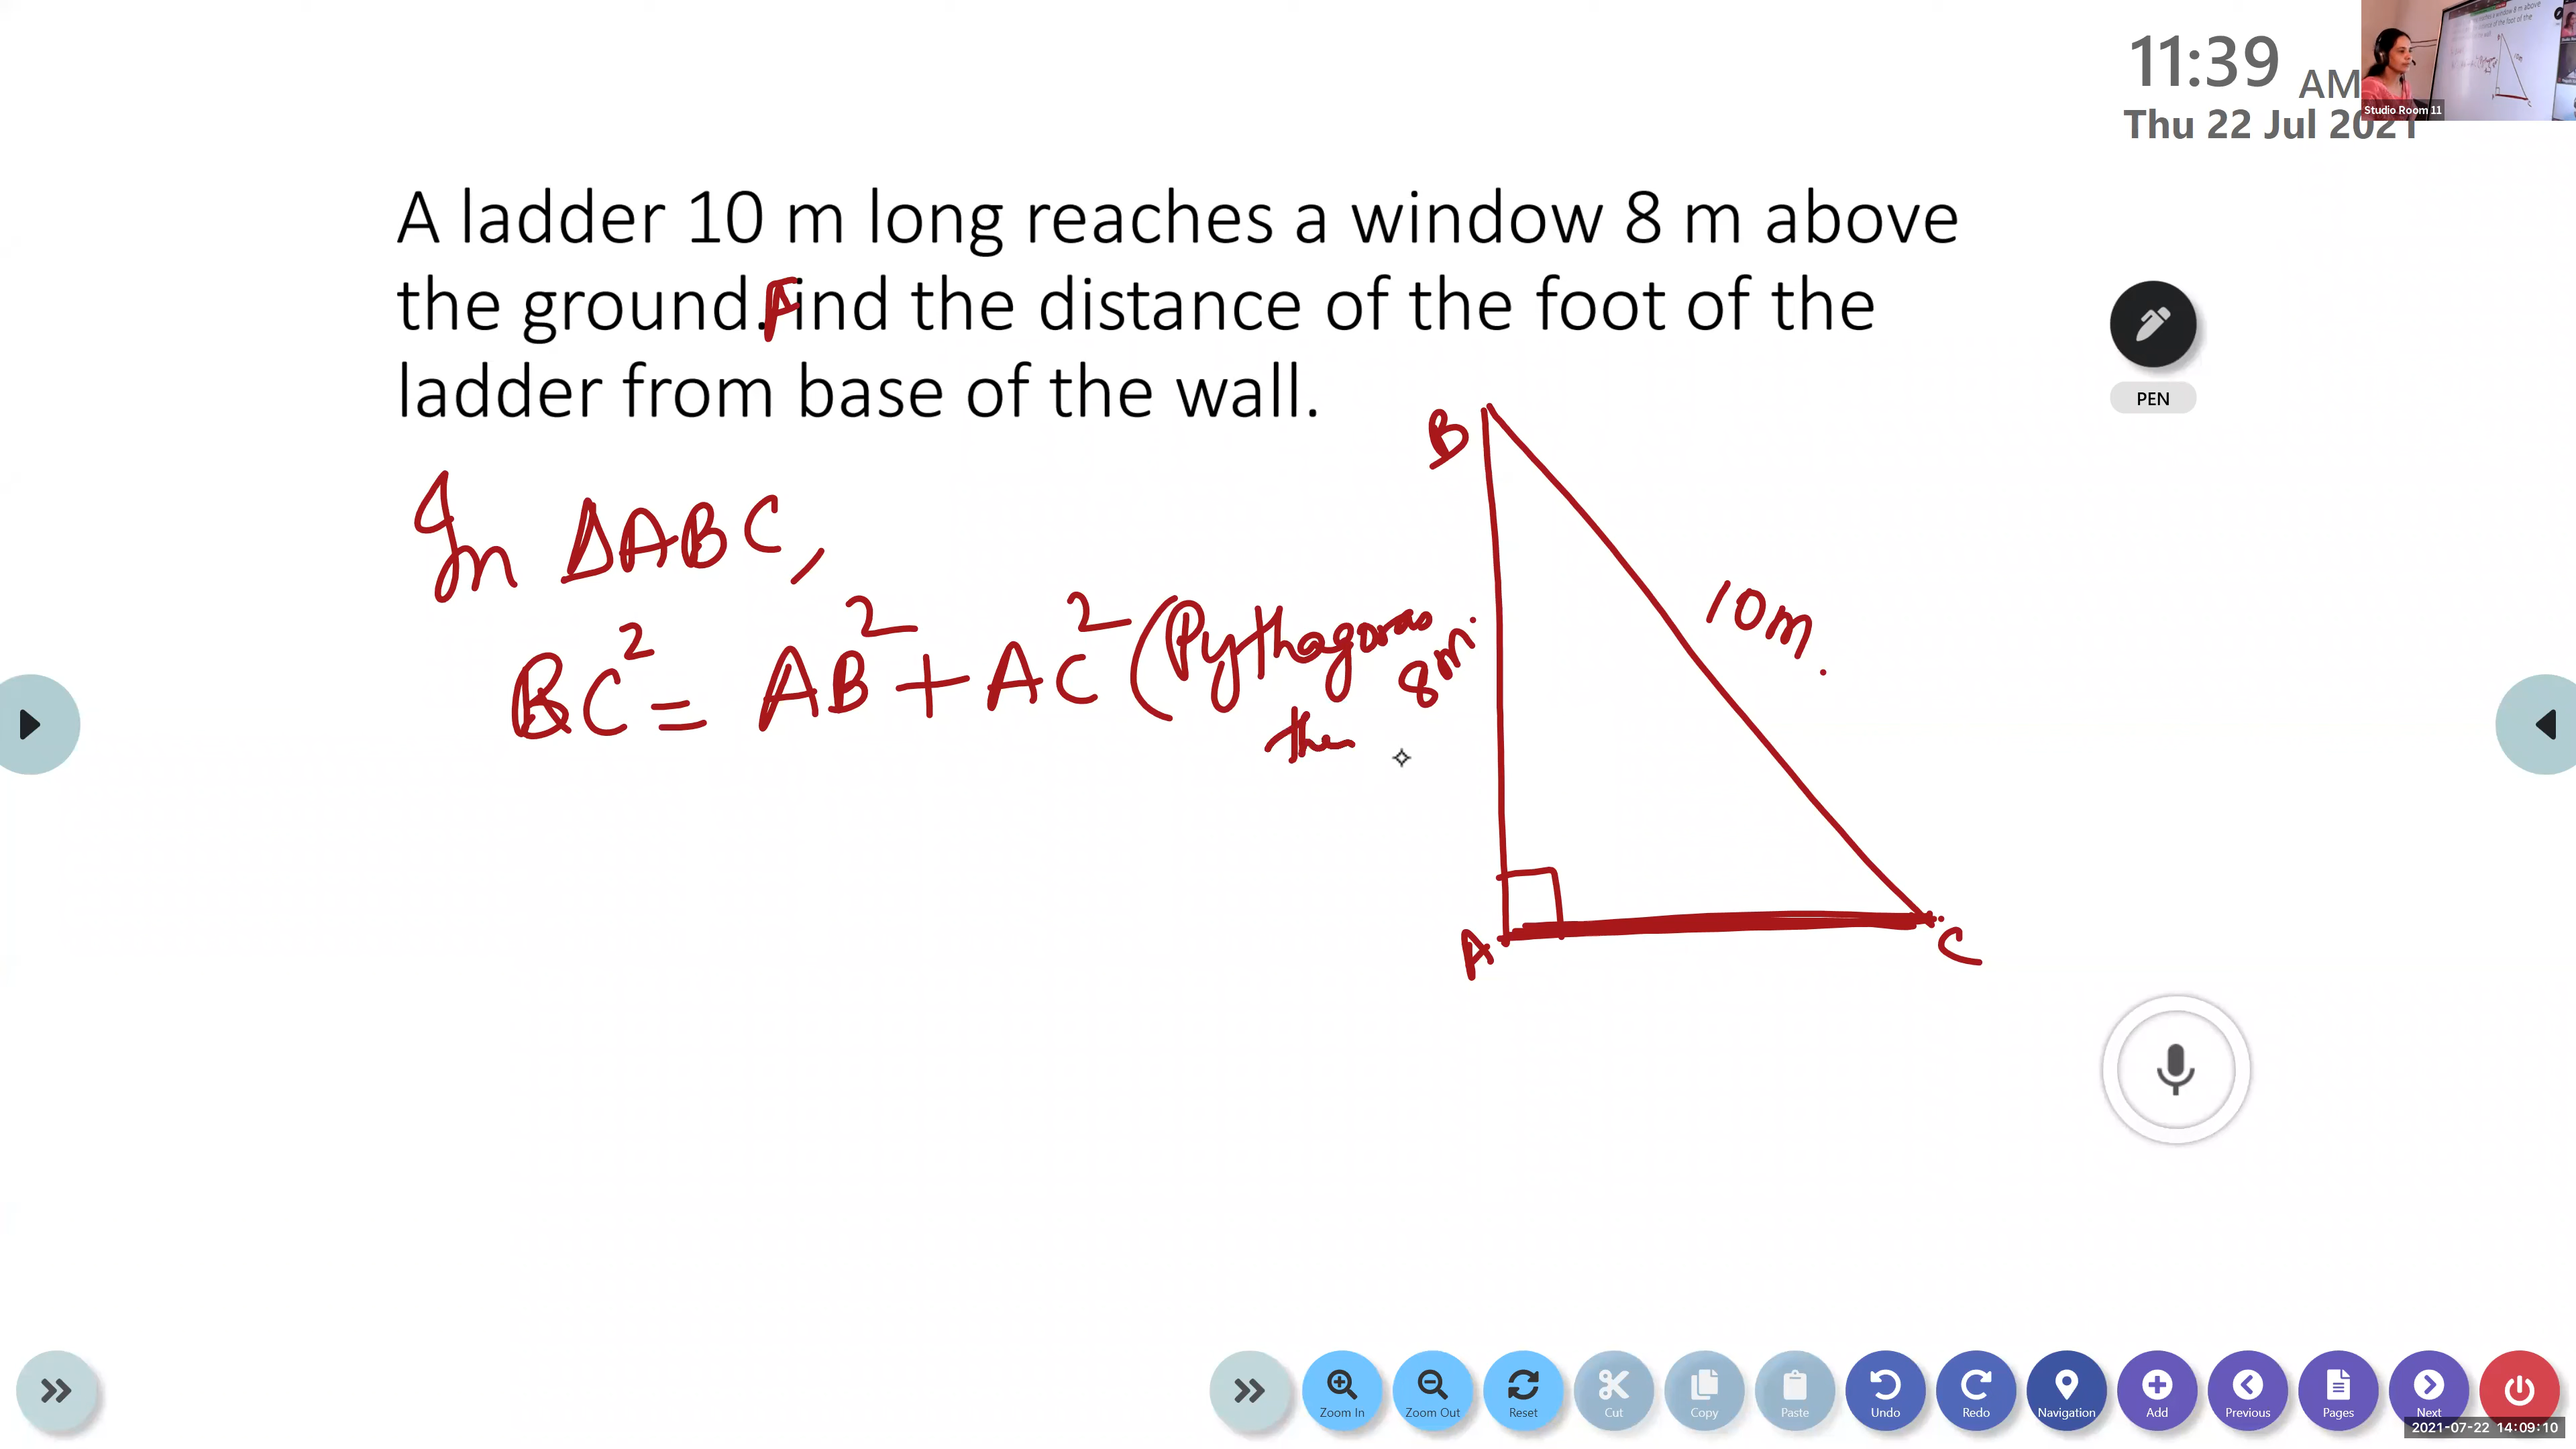 11:39 AM
Thu 22 Jul 2021
Studio Room 11
A ladder 10 m long reaches a window 8 m above
the ground. Find the distance of the foot of the
ladder from base of the wall.
PEN
In ΔABC,
BC² = AB² + AC² (Pythagoras
the
B
8m.
10m.
A
C
Zoom In
Zoom Out
Reset
Cut
Copy
Paste
Undo
Redo
Navigation
Add
Previous
Pages
Next
2021-07-22 14:09:10